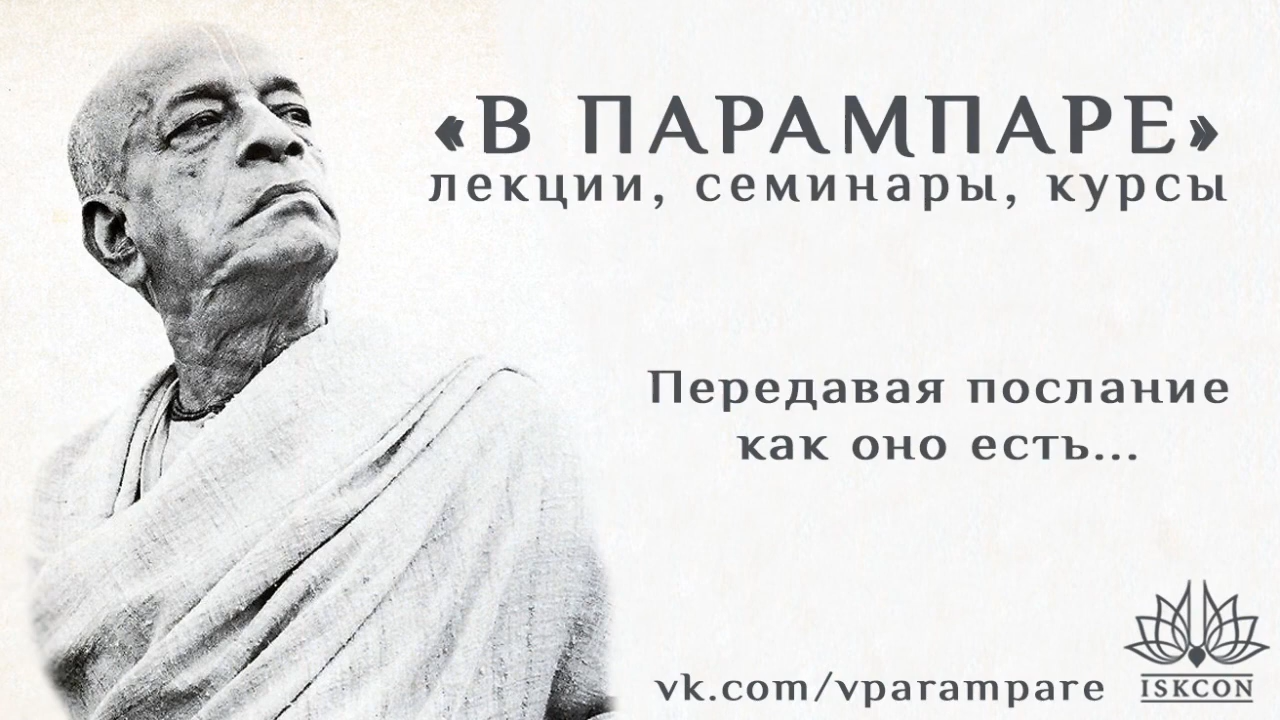 «В ПАРАМПАРЕ»
лекции, семинары, курсы
Передавая послание
как оно есть...
vk.com/vparampare
ISKCON